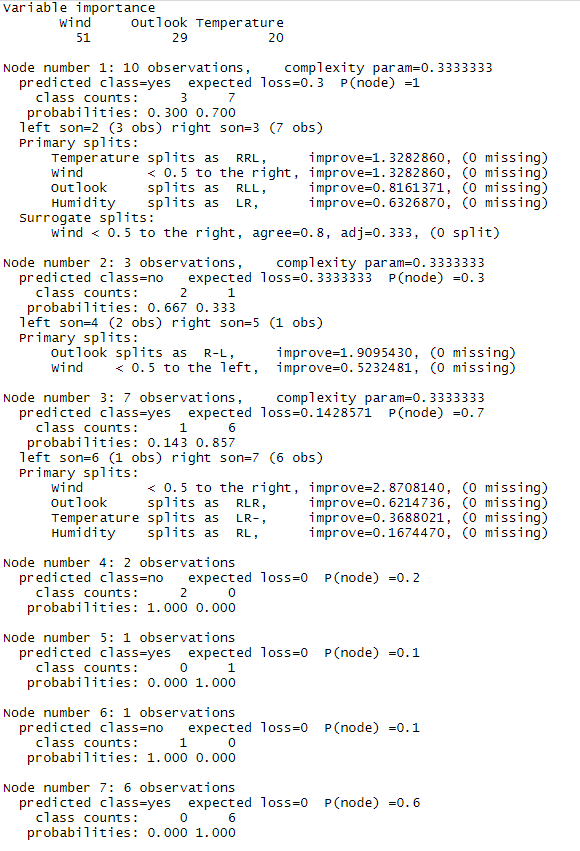 Variable importance
       Wind     Outlook Temperature
         51          29          20

Node number 1: 10 observations,    complexity param=0.3333333
  predicted class=yes  expected loss=0.3  P(node) =1
    class counts:     3     7
   probabilities: 0.300 0.700
  left son=2 (3 obs) right son=3 (7 obs)
  Primary splits:
      Temperature splits as  RRL,     improve=1.3282860, (0 missing)
      Wind        < 0.5 to the right, improve=1.3282860, (0 missing)
      Outlook     splits as  RLL,     improve=0.8161371, (0 missing)
      Humidity    splits as  LR,      improve=0.6326870, (0 missing)
  Surrogate splits:
      Wind < 0.5 to the right, agree=0.8, adj=0.333, (0 split)

Node number 2: 3 observations,    complexity param=0.3333333
  predicted class=no   expected loss=0.3333333  P(node) =0.3
    class counts:     2     1
   probabilities: 0.667 0.333
  left son=4 (2 obs) right son=5 (1 obs)
  Primary splits:
      Outlook splits as  R-L,     improve=1.9095430, (0 missing)
      Wind    < 0.5 to the left,  improve=0.5232481, (0 missing)

Node number 3: 7 observations,    complexity param=0.3333333
  predicted class=yes  expected loss=0.1428571  P(node) =0.7
    class counts:     1     6
   probabilities: 0.143 0.857
  left son=6 (1 obs) right son=7 (6 obs)
  Primary splits:
      Wind        < 0.5 to the right, improve=2.8708140, (0 missing)
      Outlook     splits as  RLR,     improve=0.6214736, (0 missing)
      Temperature splits as  LR-,     improve=0.3688021, (0 missing)
      Humidity    splits as  RL,      improve=0.1674470, (0 missing)

Node number 4: 2 observations
  predicted class=no   expected loss=0  P(node) =0.2
    class counts:     2     0
   probabilities: 1.000 0.000

Node number 5: 1 observations
  predicted class=yes  expected loss=0  P(node) =0.1
    class counts:     0     1
   probabilities: 0.000 1.000

Node number 6: 1 observations
  predicted class=no   expected loss=0  P(node) =0.1
    class counts:     1     0
   probabilities: 1.000 0.000

Node number 7: 6 observations
  predicted class=yes  expected loss=0  P(node) =0.6
    class counts:     0     6
   probabilities: 0.000 1.000